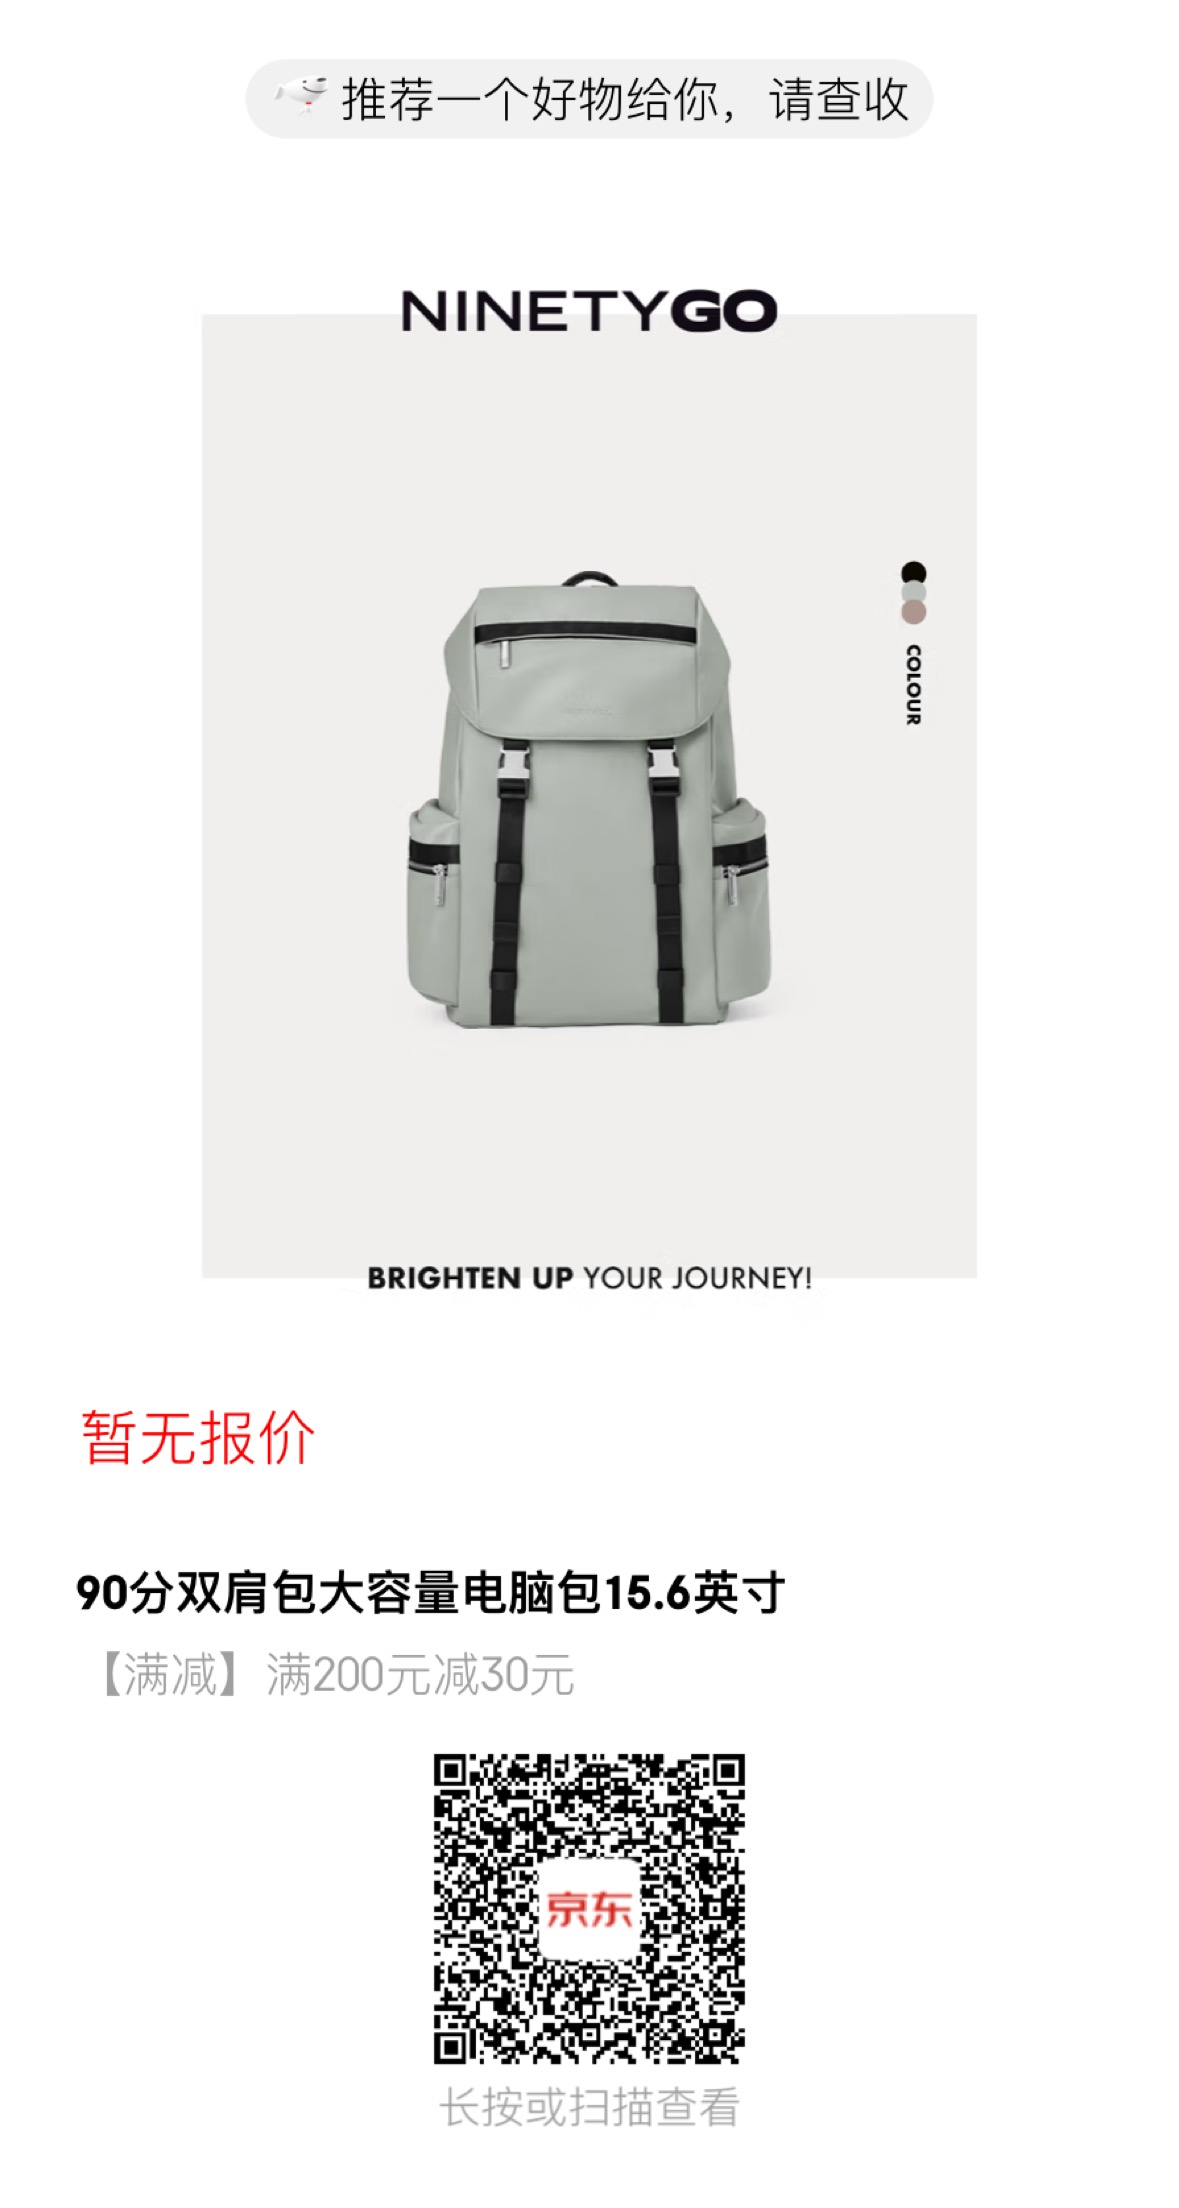 推荐一个好物给你，请查收
NINETYGO
COLOUR
BRIGHTEN UP YOUR JOURNEY!
暂无报价
90分双肩包大容量电脑包15.6英寸
【满减】满200元减30元
京东
长按或扫描查看